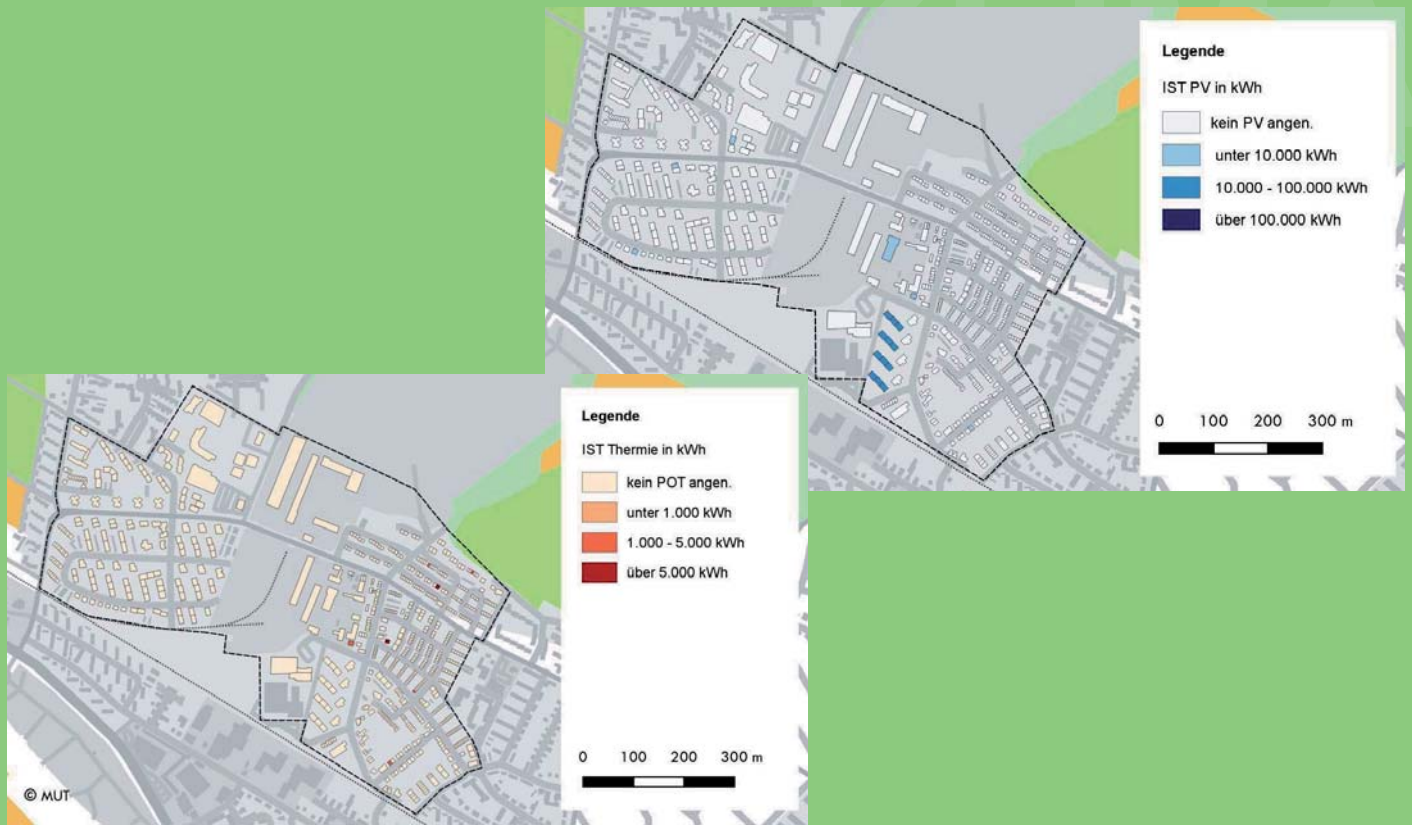 Legende
IST PV in kWh
kein PV angen.
unter 10.000 kWh
10.000 - 100.000 kWh
über 100.000 kWh
0 100 200 300 m
Legende
IST Thermie in kWh
kein POT angen.
unter 1.000 kWh
1.000 - 5.000 kWh
über 5.000 kWh
0 100 200 300 m
© MUT